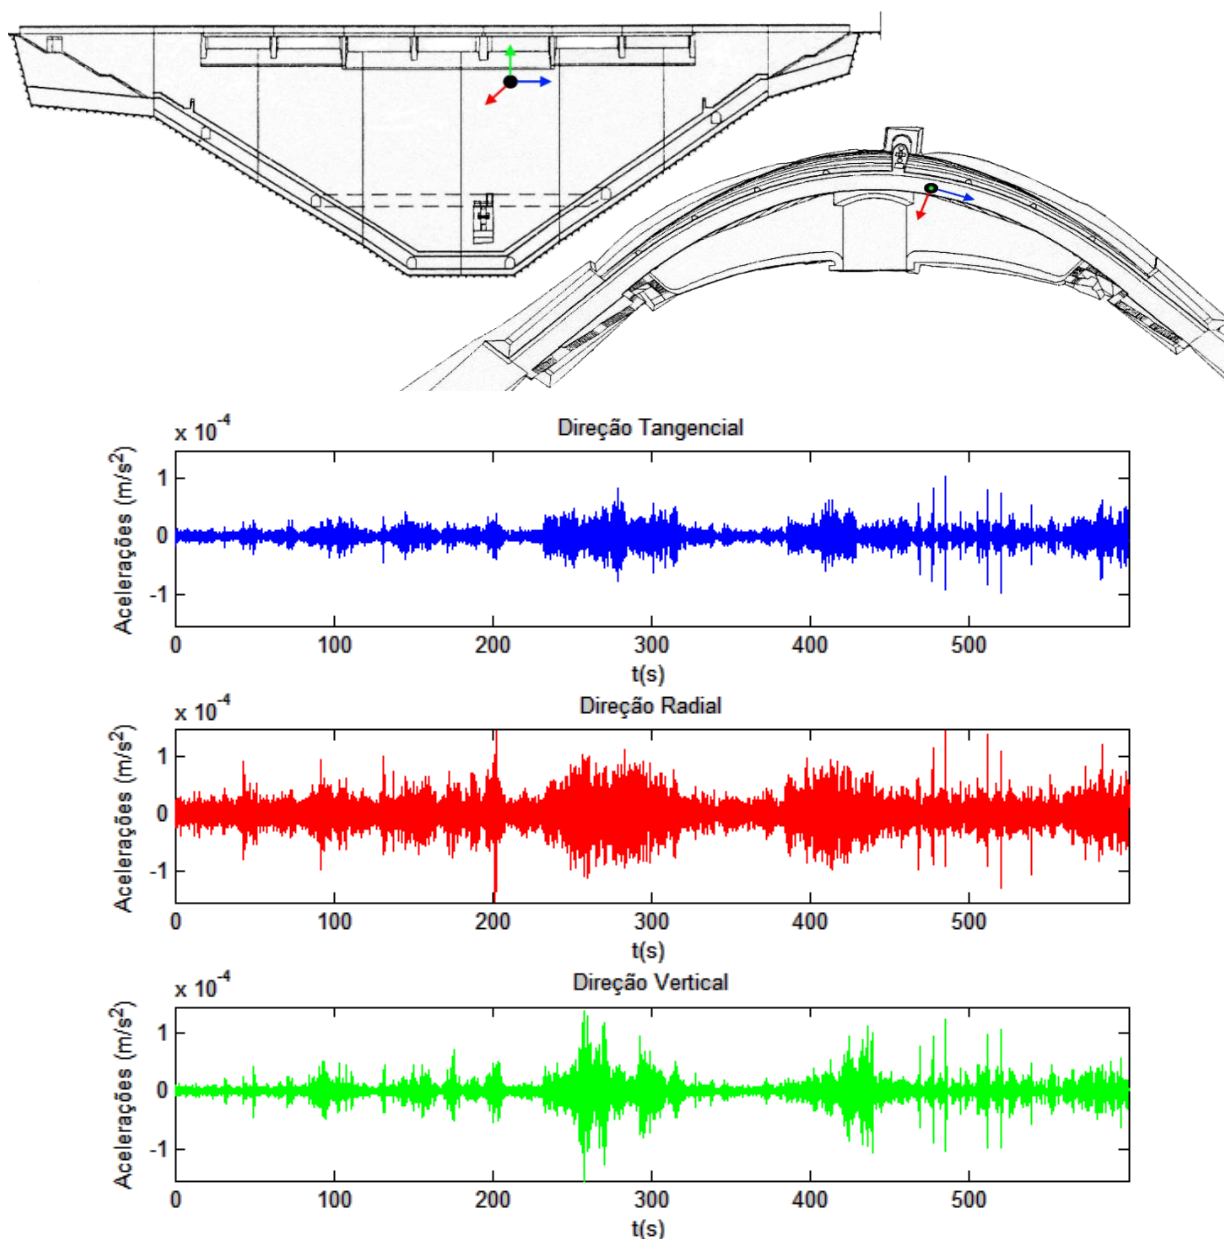 x 10^-4
Direção Tangencial
Acelerações (m/s²)
1
0
-1
0 100 200 300 400 500
t(s)
x 10^-4
Direção Radial
Acelerações (m/s²)
1
0
-1
0 100 200 300 400 500
t(s)
x 10^-4
Direção Vertical
Acelerações (m/s²)
1
0
-1
0 100 200 300 400 500
t(s)